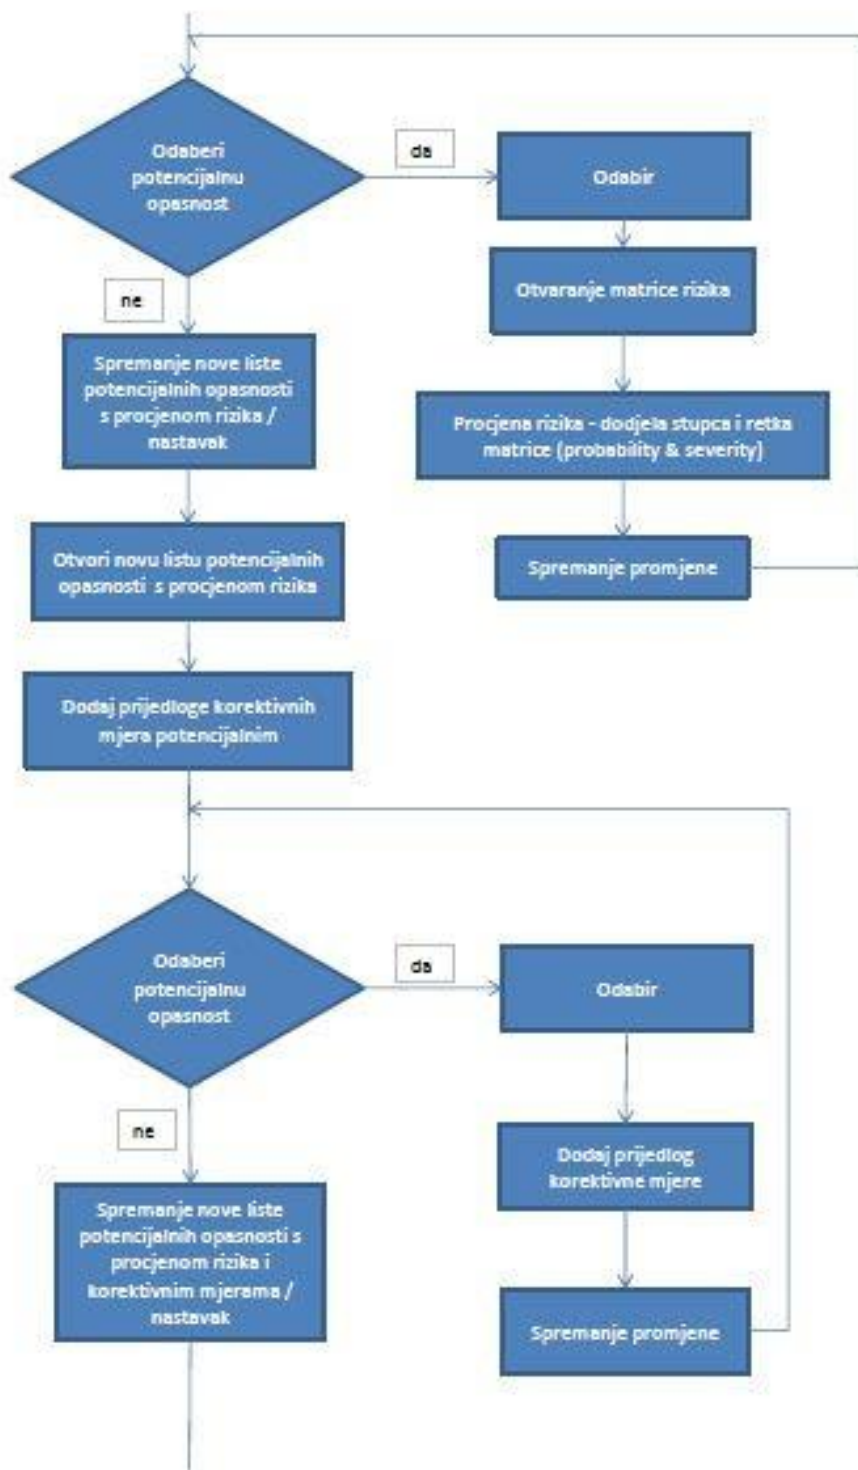 Odaberi
potencijalnu
opasnost
da
Odabir
Otvaranje matrice rizika
Procjena rizika - dodjela stupca i retka
matrice (probability & severity)
Spremanje promjene
ne
Spremanje nove liste
potencijalnih opasnosti
s procjenom rizika /
nastavak
Otvori novu listu potencijalnih
opasnosti s procjenom rizika
Dodaj prijedloge korektivnih
mjera potencijalnim
Odaberi
potencijalnu
opasnost
da
Odabir
Dodaj prijedlog
korektivne mjere
Spremanje promjene
ne
Spremanje nove liste
potencijalnih opasnosti s
procjenom rizika i
korektivnim mjerama /
nastavak